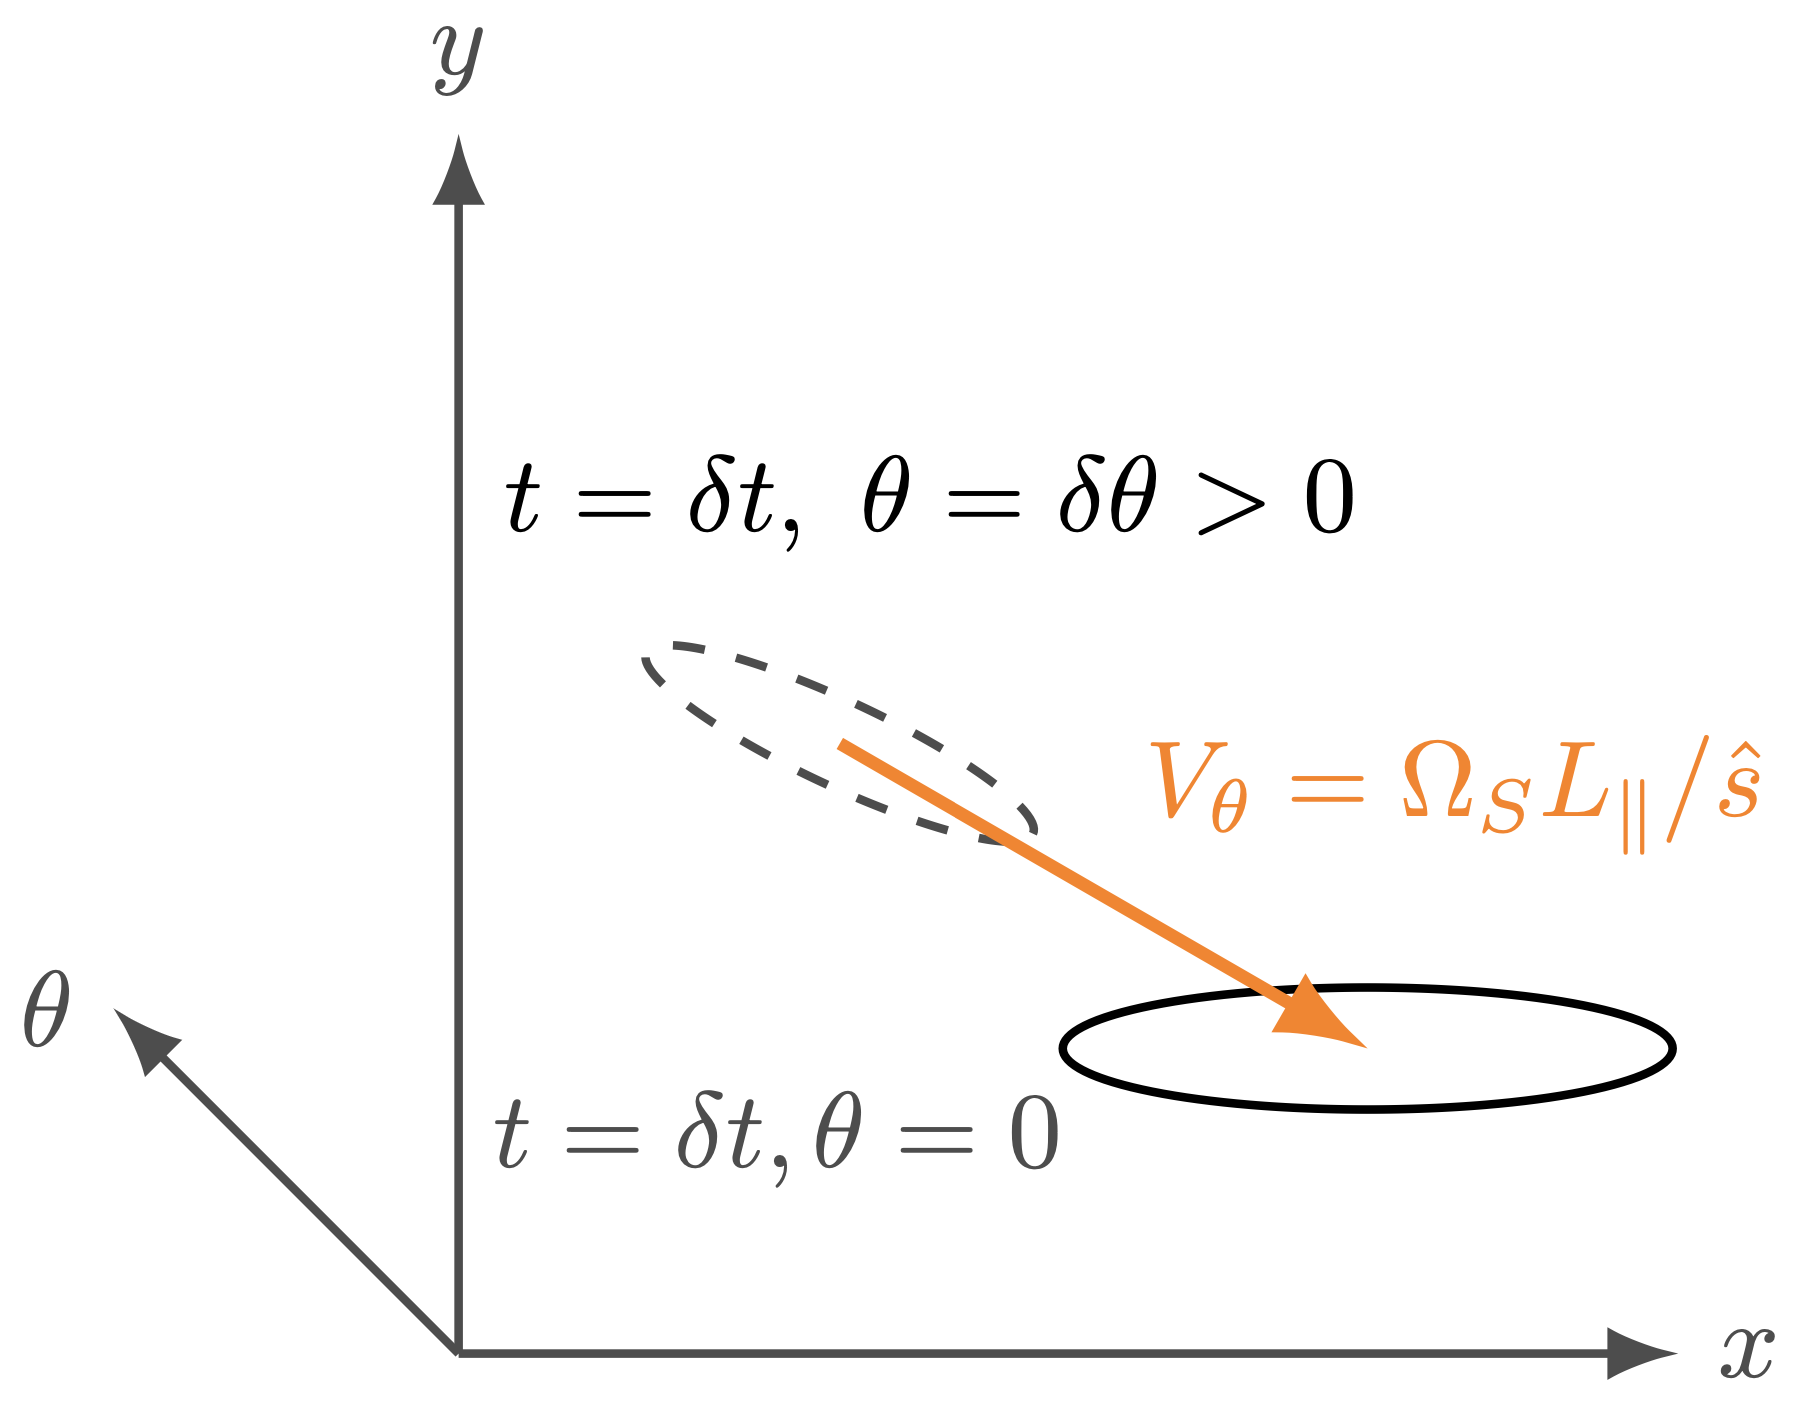 y
t = δt, θ = δθ > 0
V_θ = Ω_S L_∥/ŝ
θ
t = δt, θ = 0
x